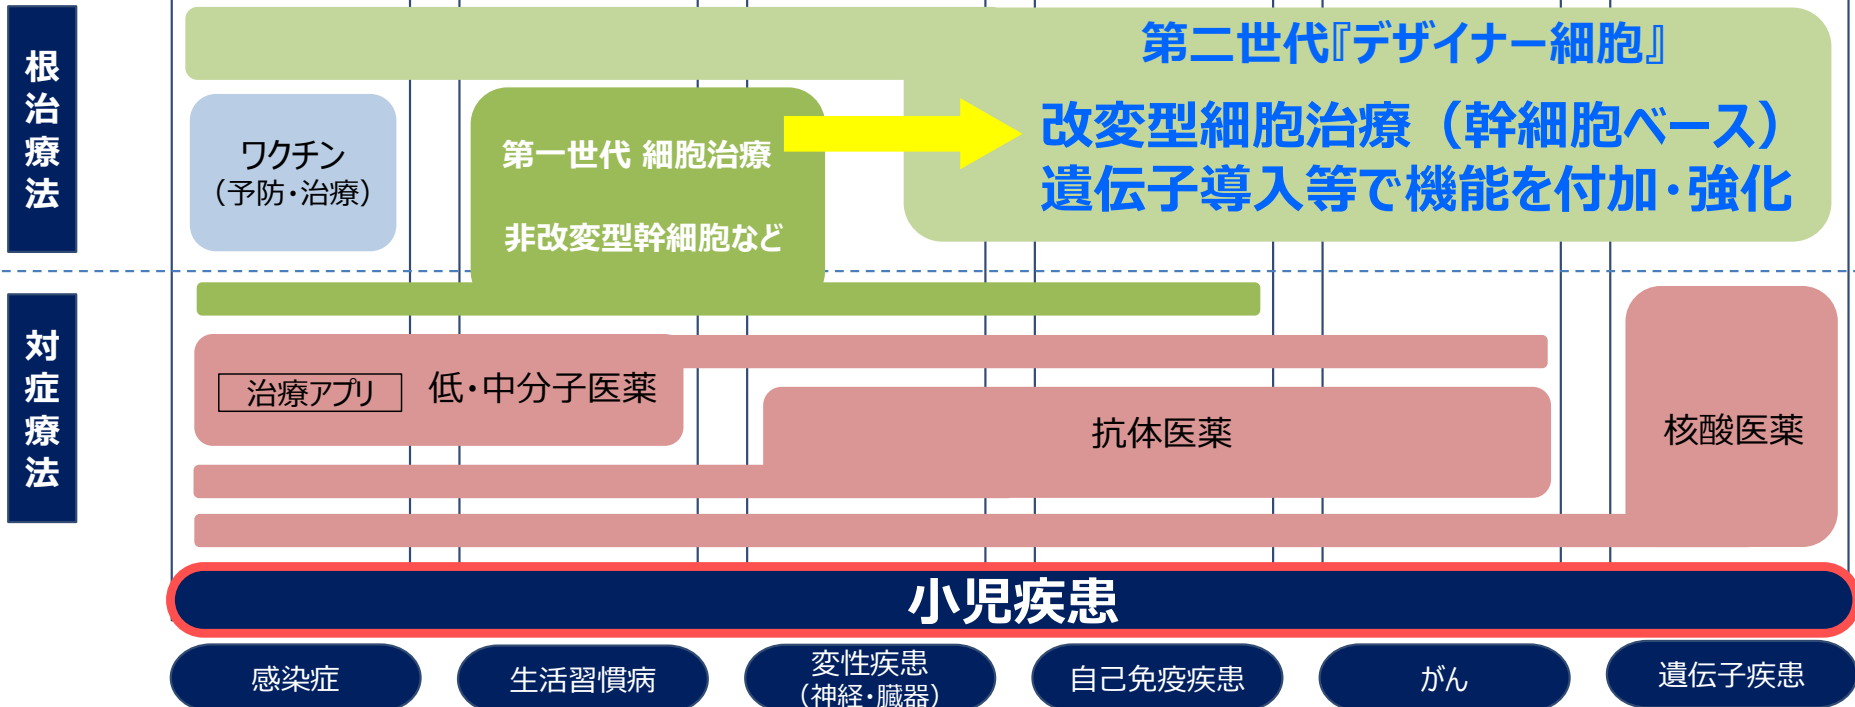 根治療法
第二世代『デザイナー細胞』
改変型細胞治療（幹細胞ベース）
遺伝子導入等で機能を付加・強化
ワクチン
（予防・治療）
第一世代 細胞治療
非改変型幹細胞など
対症療法
治療アプリ
低・中分子医薬
抗体医薬
核酸医薬
小児疾患
感染症
生活習慣病
変性疾患
（神経・臓器）
自己免疫疾患
がん
遺伝子疾患